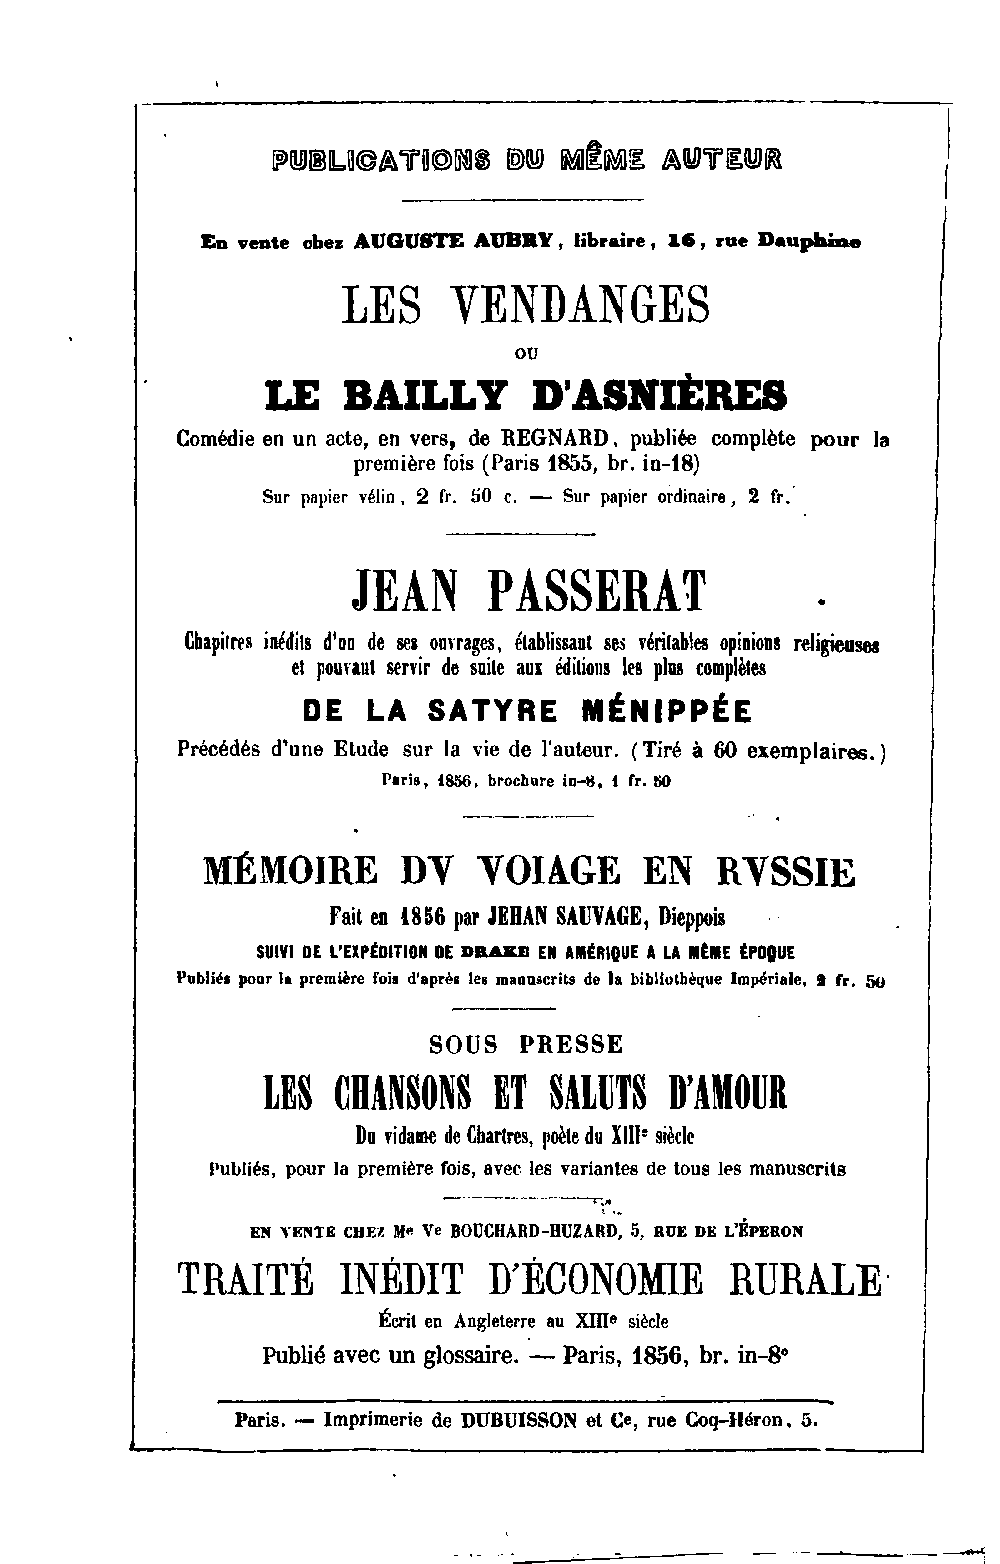 PUBLICATIONS DU MÊME AUTEUR
En vente chez AUGUSTE AUBRY, libraire, 16, rue Dauphine
LES VENDANGES
OU
LE BAILLY D'ASNIÈRES
Comédie en un acte, en vers, de REGNARD, publiée complète pour la
première fois (Paris 1855, br. in-18)
Sur papier vélin, 2 fr. 50 c. — Sur papier ordinaire, 2 fr.
JEAN PASSERAT
Chapitres inédits d'un de ses ouvrages, établissant ses véritables opinions religieuses
et pouvant servir de suite aux éditions les plus complètes
DE LA SATYRE MÉNIPPÉE
Précédés d'une Etude sur la vie de l'auteur. (Tiré à 60 exemplaires.)
Paris, 1856, brochure in-8, 1 fr. 50
MÉMOIRE DV VOIAGE EN RVSSIE
Fait en 1856 par JEHAN SAUVAGE, Dieppois
SUIVI DE L'EXPÉDITION DE DRAKE EN AMÉRIQUE A LA MÊME ÉPOQUE
Publiés pour la première fois d'après les manuscrits de la bibliothèque Impériale, 2 fr. 50
SOUS PRESSE
LES CHANSONS ET SALUTS D'AMOUR
Du vidame de Chartres, poète du XIIIe siècle
Publiés, pour la première fois, avec les variantes de tous les manuscrits
EN VENTE CHEZ Me Ve BOUCHARD-HUZARD, 5, RUE DE L'ÉPERON
TRAITÉ INÉDIT D'ÉCONOMIE RURALE
Écrit en Angleterre au XIIIe siècle
Publié avec un glossaire. — Paris, 1856, br. in-8°
Paris. — Imprimerie de DUBUISSON et Ce, rue Coq-Héron, 5.